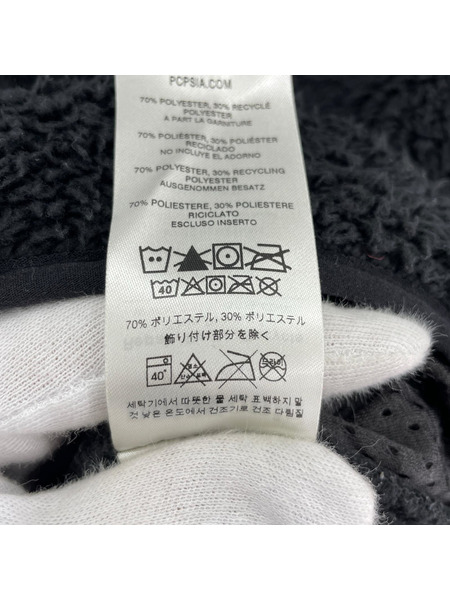 PCPSIA.COM
70% POLYESTER, 30% RECYCLÉ
POLYESTER
A PART LA GARNITURE
70% POLIÉSTER, 30% POLIÉSTER
RECICLADO
NO INCLUYE EL ADORNO
70% POLYESTER, 30% RECYCLING
POLYESTER
AUSGENOMMEN BESATZ
70% POLIESTERE, 30% POLIESTERE
RICICLATO
ESCLUSO INSERTO
40
70% ポリエステル, 30% ポリエステル
飾り付け部分を除く
40°
세탁기에서 따뜻한 물 세탁 표백하지 말
것 낮은 온도에서 건조기로 건조 다림질